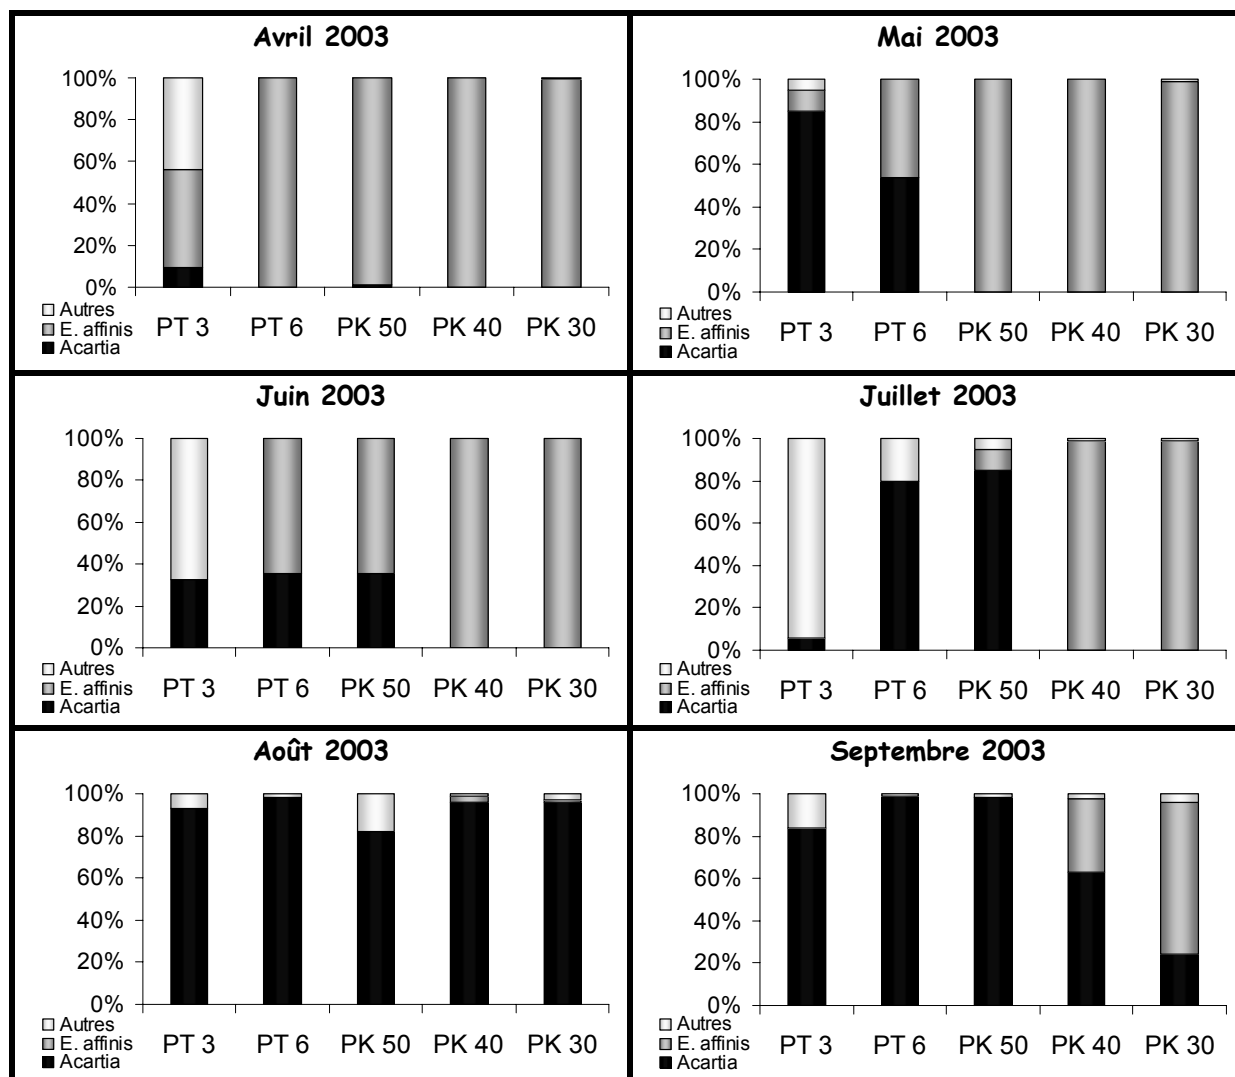 Avril 2003
100%
80%
60%
40%
20%
0%
Autres
E. affinis
Acartia
PT 3 PT 6 PK 50 PK 40 PK 30
Mai 2003
100%
80%
60%
40%
20%
0%
Autres
E. affinis
Acartia
PT 3 PT 6 PK 50 PK 40 PK 30
Juin 2003
100%
80%
60%
40%
20%
0%
Autres
E. affinis
Acartia
PT 3 PT 6 PK 50 PK 40 PK 30
Juillet 2003
100%
80%
60%
40%
20%
0%
Autres
E. affinis
Acartia
PT 3 PT 6 PK 50 PK 40 PK 30
Août 2003
100%
80%
60%
40%
20%
0%
Autres
E. affinis
Acartia
PT 3 PT 6 PK 50 PK 40 PK 30
Septembre 2003
100%
80%
60%
40%
20%
0%
Autres
E. affinis
Acartia
PT 3 PT 6 PK 50 PK 40 PK 30